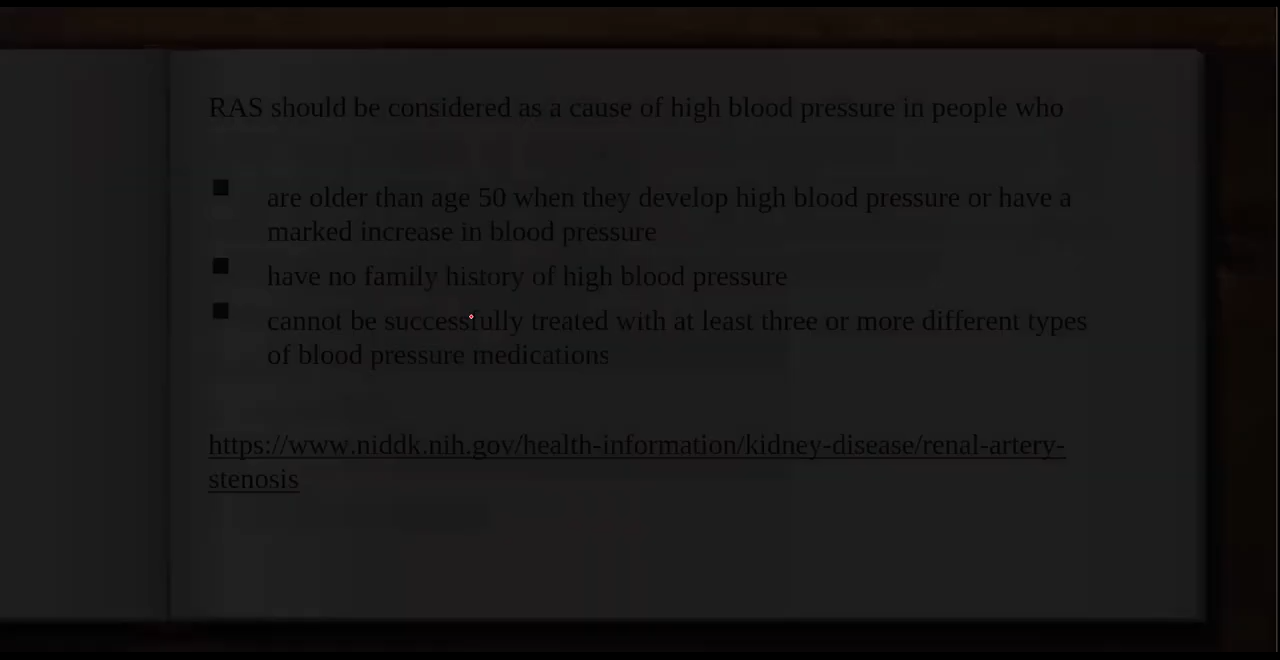 RAS should be considered as a cause of high blood pressure in people who
are older than age 50 when they develop high blood pressure or have a
marked increase in blood pressure
have no family history of high blood pressure
cannot be successfully treated with at least three or more different types
of blood pressure medications
https://www.niddk.nih.gov/health-information/kidney-disease/renal-artery-
stenosis